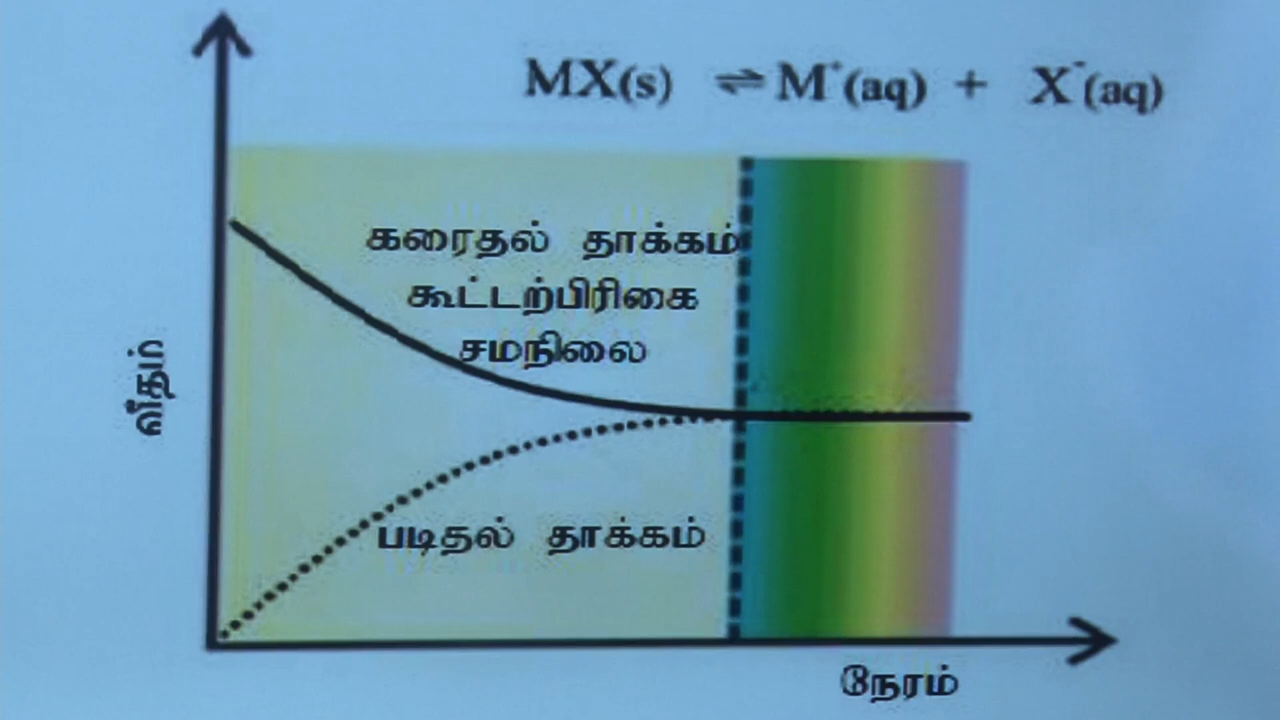 MX(s) ⇌ M⁺(aq) + X⁻(aq)
கரைதல் தாக்கம்
கூட்டற்பிரிகை
சமநிலை
வீதம்
படிதல் தாக்கம்
நேரம்